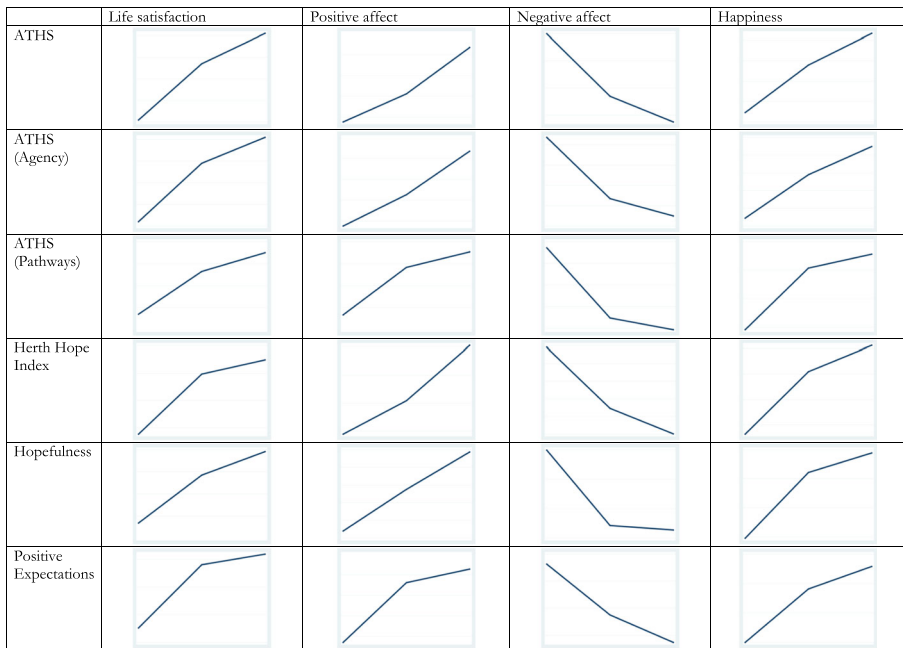 Life satisfaction
Positive affect
Negative affect
Happiness
ATHS
ATHS
(Agency)
ATHS
(Pathways)
Herth Hope
Index
Hopefulness
Positive
Expectations